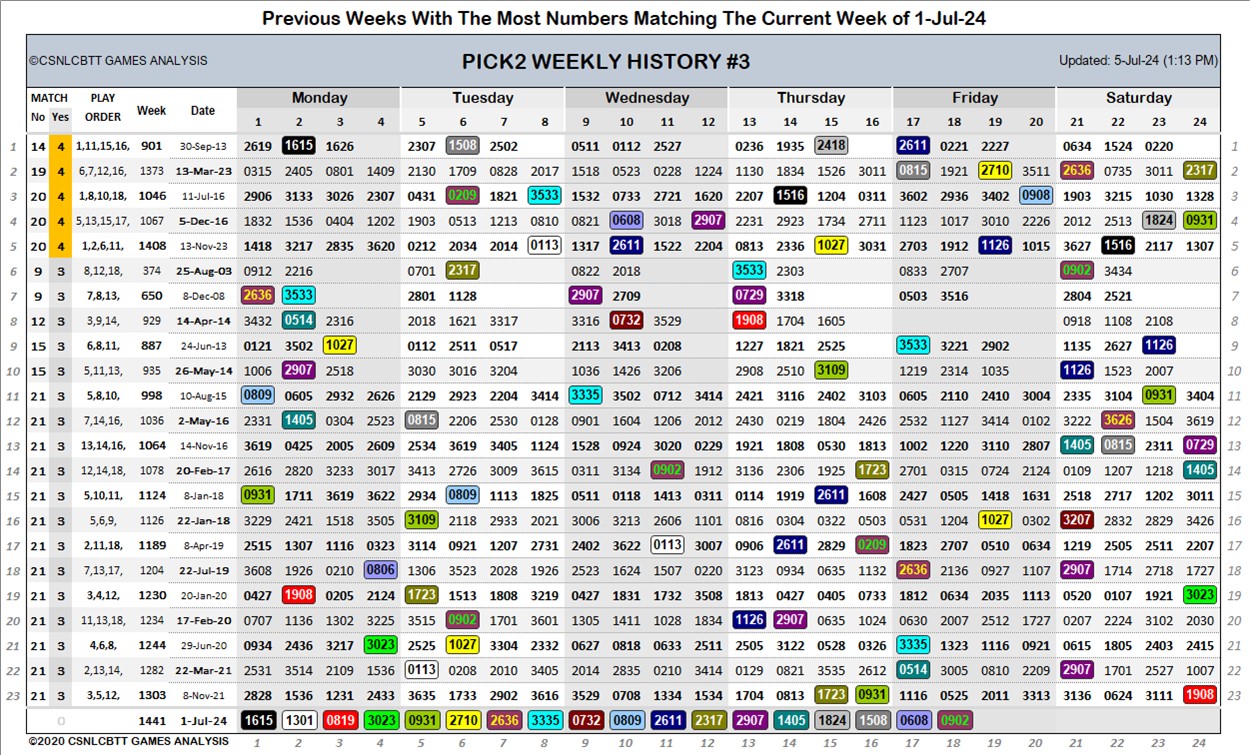 Previous Weeks With The Most Numbers Matching The Current Week of 1-Jul-24
©CSNLCBTT GAMES ANALYSIS PICK2 WEEKLY HISTORY #3 Updated: 5-Jul-24 (1:13 PM)
MATCH PLAY Week Date Monday Tuesday Wednesday Thursday Friday Saturday
No Yes ORDER 1 2 3 4 5 6 7 8 9 10 11 12 13 14 15 16 17 18 19 20 21 22 23 24
1 14 4 1,11,15,16, 901 30-Sep-13 2619 1615 1626 2307 1508 2502 0511 0112 2527 0236 1935 2418 2611 0221 2227 0634 1524 0220 1
2 19 4 6,7,12,16, 1373 13-Mar-23 0315 2405 0801 1409 2130 1709 0825 2017 1518 0523 0228 1224 1130 1834 1526 3011 0815 1920 2710 3511 2636 0735 3011 2317 2
3 20 4 1,8,10,18, 1046 11-Jul-16 2906 3133 3026 2307 0431 0209 1821 3533 1532 0733 2721 1620 2207 1516 1204 0311 3602 2936 3402 0908 1903 3215 1030 1328 3
4 20 4 5,13,15,17, 1067 5-Dec-16 1832 1536 0404 1202 1903 0513 1213 0810 0821 0608 3018 2907 2231 2923 1734 2711 1123 1017 3010 2226 2012 2513 1824 0931 4
5 20 4 1,2,6,11, 1408 13-Nov-23 1418 3217 2835 3620 0212 2034 2014 0113 1317 2611 1522 2204 0813 2336 1027 3031 2703 1912 1126 1015 3627 1516 2117 1307 5
6 9 3 8,12,18, 374 25-Aug-03 0912 2216 0701 2317 0822 2018 3533 2303 0833 2707 0902 3434 6
7 9 3 7,8,13, 650 8-Dec-08 2636 3533 2801 1128 2907 2709 0729 3318 0503 3516 2804 2521 7
8 12 3 3,9,14, 929 14-Apr-14 3432 0514 2316 2018 1621 3317 3316 0732 3529 1908 1704 1605 0918 1108 2108 8
9 15 3 6,8,11, 887 24-Jun-13 0121 3502 1027 0112 2511 0517 2113 3413 0208 1227 1821 2525 3533 3221 2902 1135 2627 1126 9
10 15 3 5,11,13, 935 26-May-14 1006 2907 2518 3030 3016 3204 1036 1426 3206 2908 2510 3109 1219 2314 1035 1126 1523 2007 10
11 21 3 5,8,10, 998 10-Aug-15 0809 0605 2932 2626 2129 2923 2204 3414 3335 3502 0712 3414 2421 3116 2402 3103 0605 2110 2410 3004 2335 3104 0931 3404 11
12 21 3 7,14,16, 1036 2-May-16 2331 1405 0304 2523 0815 2206 2530 0128 0901 1604 1206 2012 2430 0219 1804 2426 2532 1127 3414 0102 3222 3626 1504 3619 12
13 21 3 13,14,16, 1064 14-Nov-16 3619 0425 2005 2609 1107 3619 3405 1124 1528 0924 3020 0229 1921 1808 0530 1813 1002 1220 3110 2807 1405 0815 2311 0729 13
14 21 3 12,14,18, 1078 20-Feb-17 2616 2820 3233 3017 3413 2726 3009 3615 0311 3134 0902 1912 3136 2306 1925 1723 2701 0315 0724 2124 0109 1207 1218 1405 14
15 21 3 5,10,11, 1124 8-Jan-18 0931 1711 3619 3622 2934 0809 1113 1825 0511 0118 1413 0311 0114 1919 2611 1608 2427 0505 1418 1631 2518 2717 1202 3011 15
16 21 3 5,6,9, 1126 22-Jan-18 3229 2421 1518 3505 3109 2118 2933 2021 3006 3213 2606 1101 0816 0304 0322 0503 0531 1204 1027 0302 3207 2832 2829 3426 16
17 21 3 2,11,18, 1189 8-Apr-19 2515 1307 1116 0323 3114 0921 1207 2731 2402 3622 0113 3007 0906 2611 2829 0209 1823 2707 0510 0634 1219 2505 2511 2207 17
18 21 3 7,13,17, 1204 22-Jul-19 3608 1926 0210 0806 1306 3523 2028 1926 2523 1624 1507 0220 3123 0934 0635 1132 2636 2136 0927 1107 2907 1714 2718 1727 18
19 21 3 3,4,12, 1230 20-Jan-20 0427 1908 0205 2124 1723 1513 1808 3219 0427 1831 1732 3508 1813 0427 0405 0733 1812 0634 2035 1113 0520 0107 1921 3023 19
20 21 3 11,13,18, 1234 17-Feb-20 0707 1136 1302 3225 3515 0902 1701 3601 1305 1411 1028 1834 1126 2907 0635 1024 0630 2007 2512 1727 0207 2224 3102 2030 20
21 21 3 4,6,8, 1244 29-Jun-20 0934 2436 3217 3023 2525 1027 3304 2332 0627 0818 0633 2511 2505 3122 0528 0326 3335 1323 1116 0921 0615 1805 2403 2415 21
22 21 3 2,13,14, 1282 22-Mar-21 2531 3514 2109 1536 0113 0208 2010 3405 2014 2835 0210 3414 0129 0821 3535 2612 0514 3005 0810 2209 2907 1701 2527 1007 22
23 21 3 3,5,12, 1303 8-Nov-21 2828 1536 1231 2433 3635 1733 2902 3616 3529 0708 1334 1534 1704 0813 1723 0931 1116 0525 2011 3313 3136 0624 3111 1908 23
0 1441 1-Jul-24 1615 1301 0819 3023 0931 2710 2636 3335 0732 0809 2611 2317 2907 1405 1824 1508 0608 0902
©2020 CSNLCBTT GAMES ANALYSIS 1 2 3 4 5 6 7 8 9 10 11 12 13 14 15 16 17 18 19 20 21 22 23 24